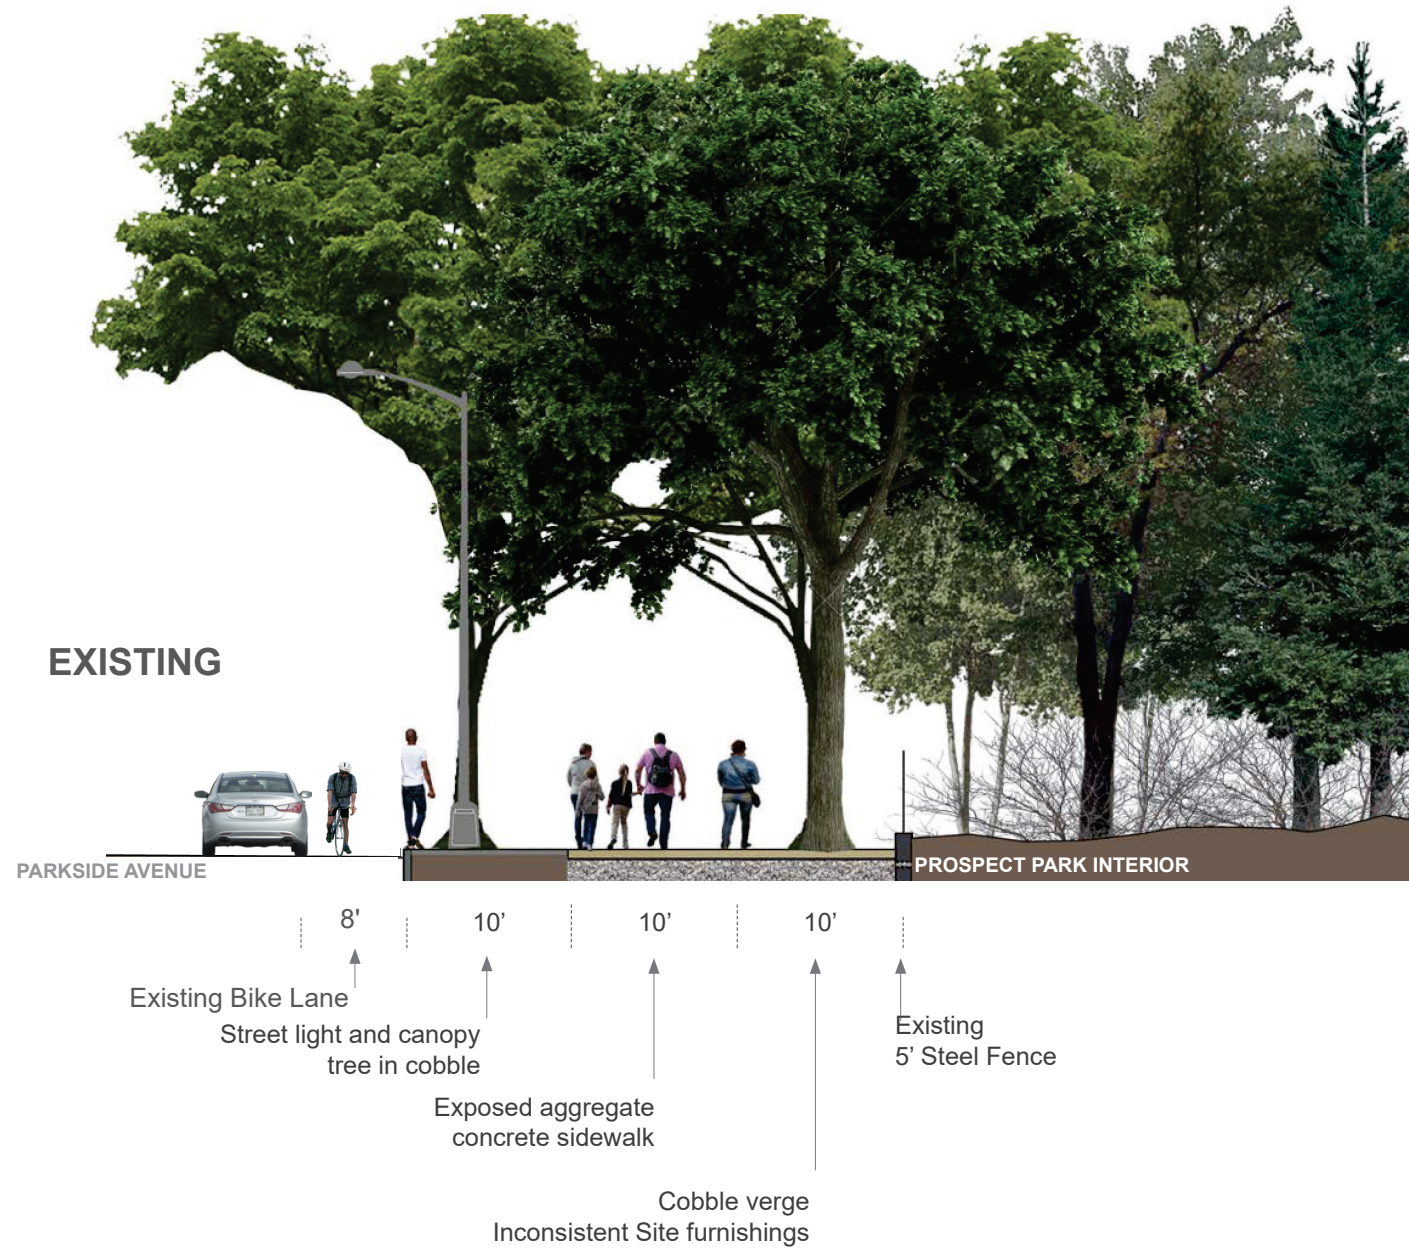 EXISTING
PARKSIDE AVENUE
PROSPECT PARK INTERIOR
8'
10’
10’
10’
Existing Bike Lane
Street light and canopy
tree in cobble
Exposed aggregate
concrete sidewalk
Cobble verge
Inconsistent Site furnishings
Existing
5’ Steel Fence